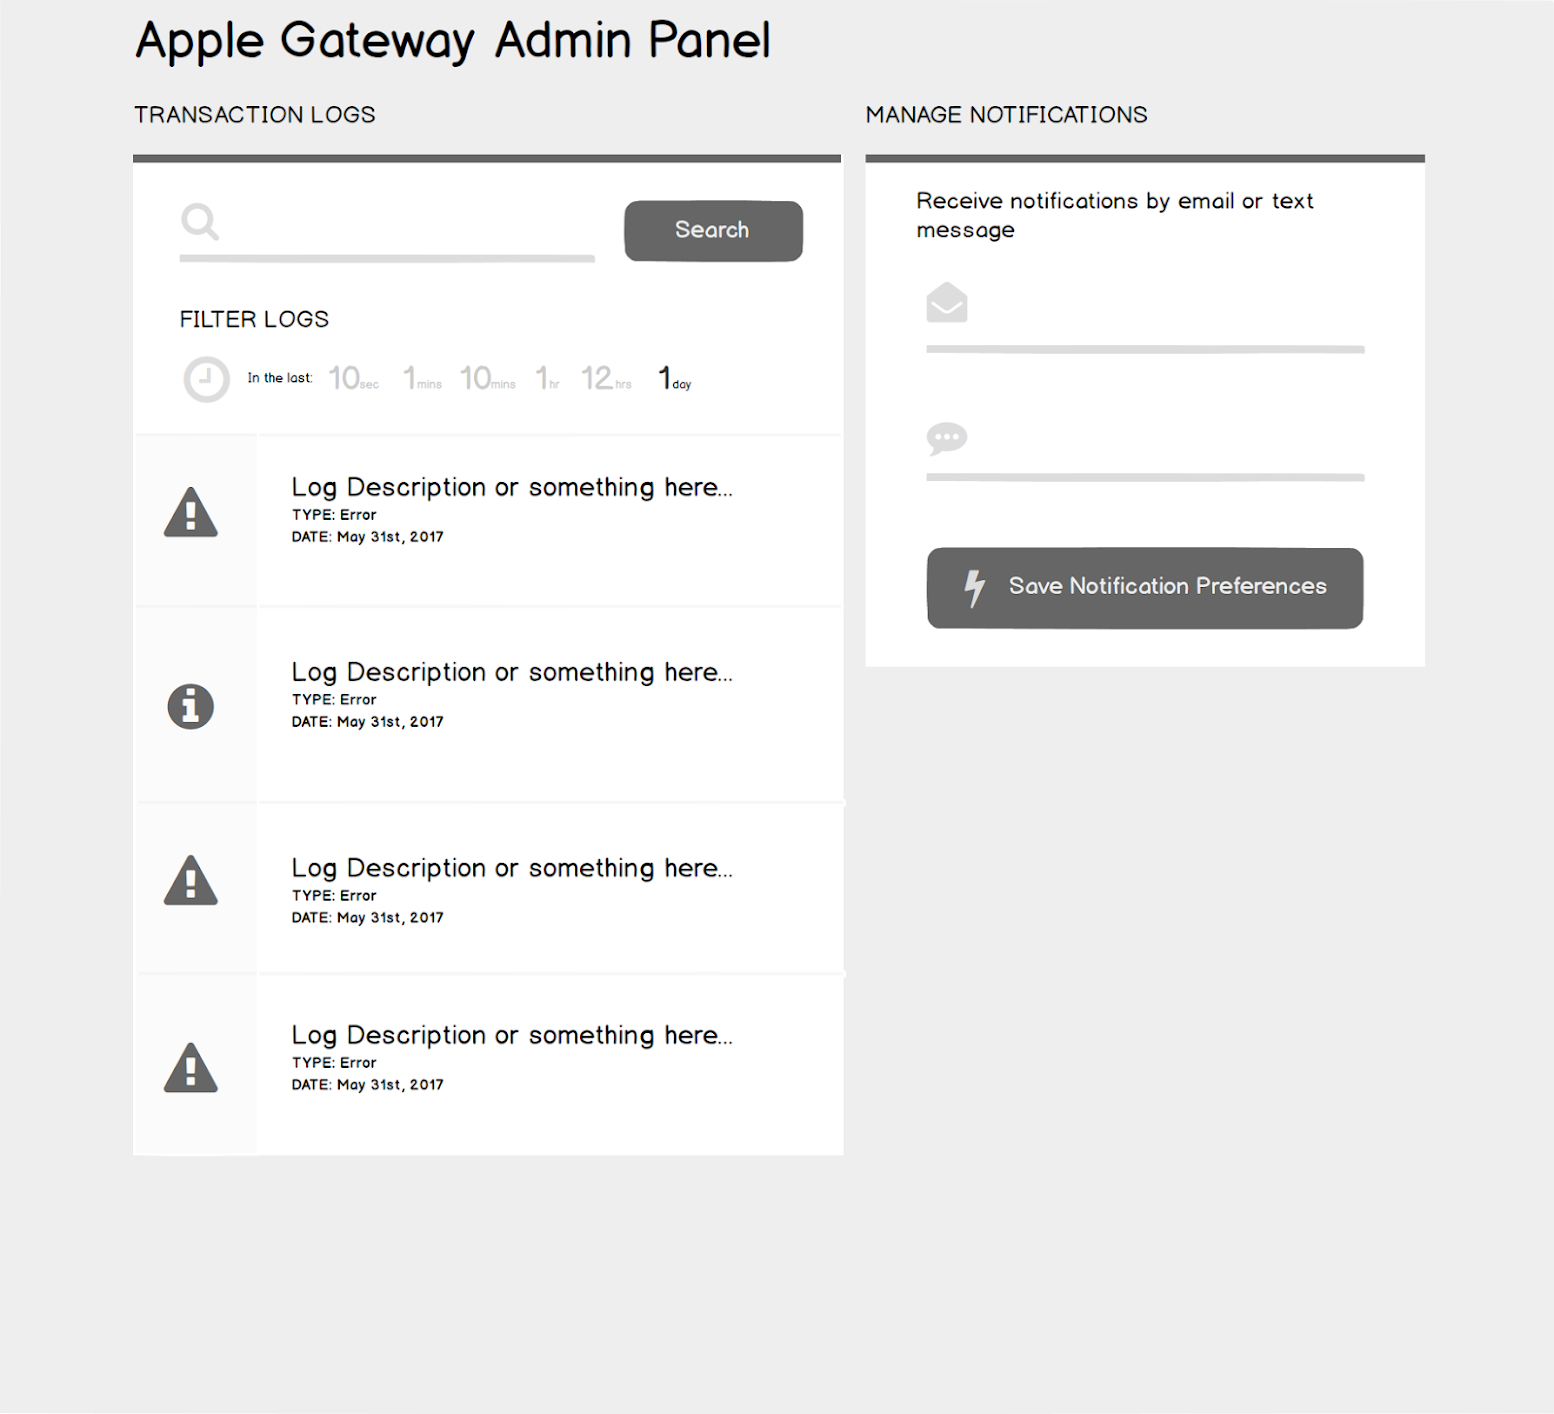 Apple Gateway Admin Panel
TRANSACTION LOGS
Search
FILTER LOGS
In the last: 10sec 1mins 10mins 1hr 12hrs 1day
Log Description or something here...
TYPE: Error
DATE: May 31st, 2017
Log Description or something here...
TYPE: Error
DATE: May 31st, 2017
Log Description or something here...
TYPE: Error
DATE: May 31st, 2017
Log Description or something here...
TYPE: Error
DATE: May 31st, 2017
MANAGE NOTIFICATIONS
Receive notifications by email or text
message
Save Notification Preferences